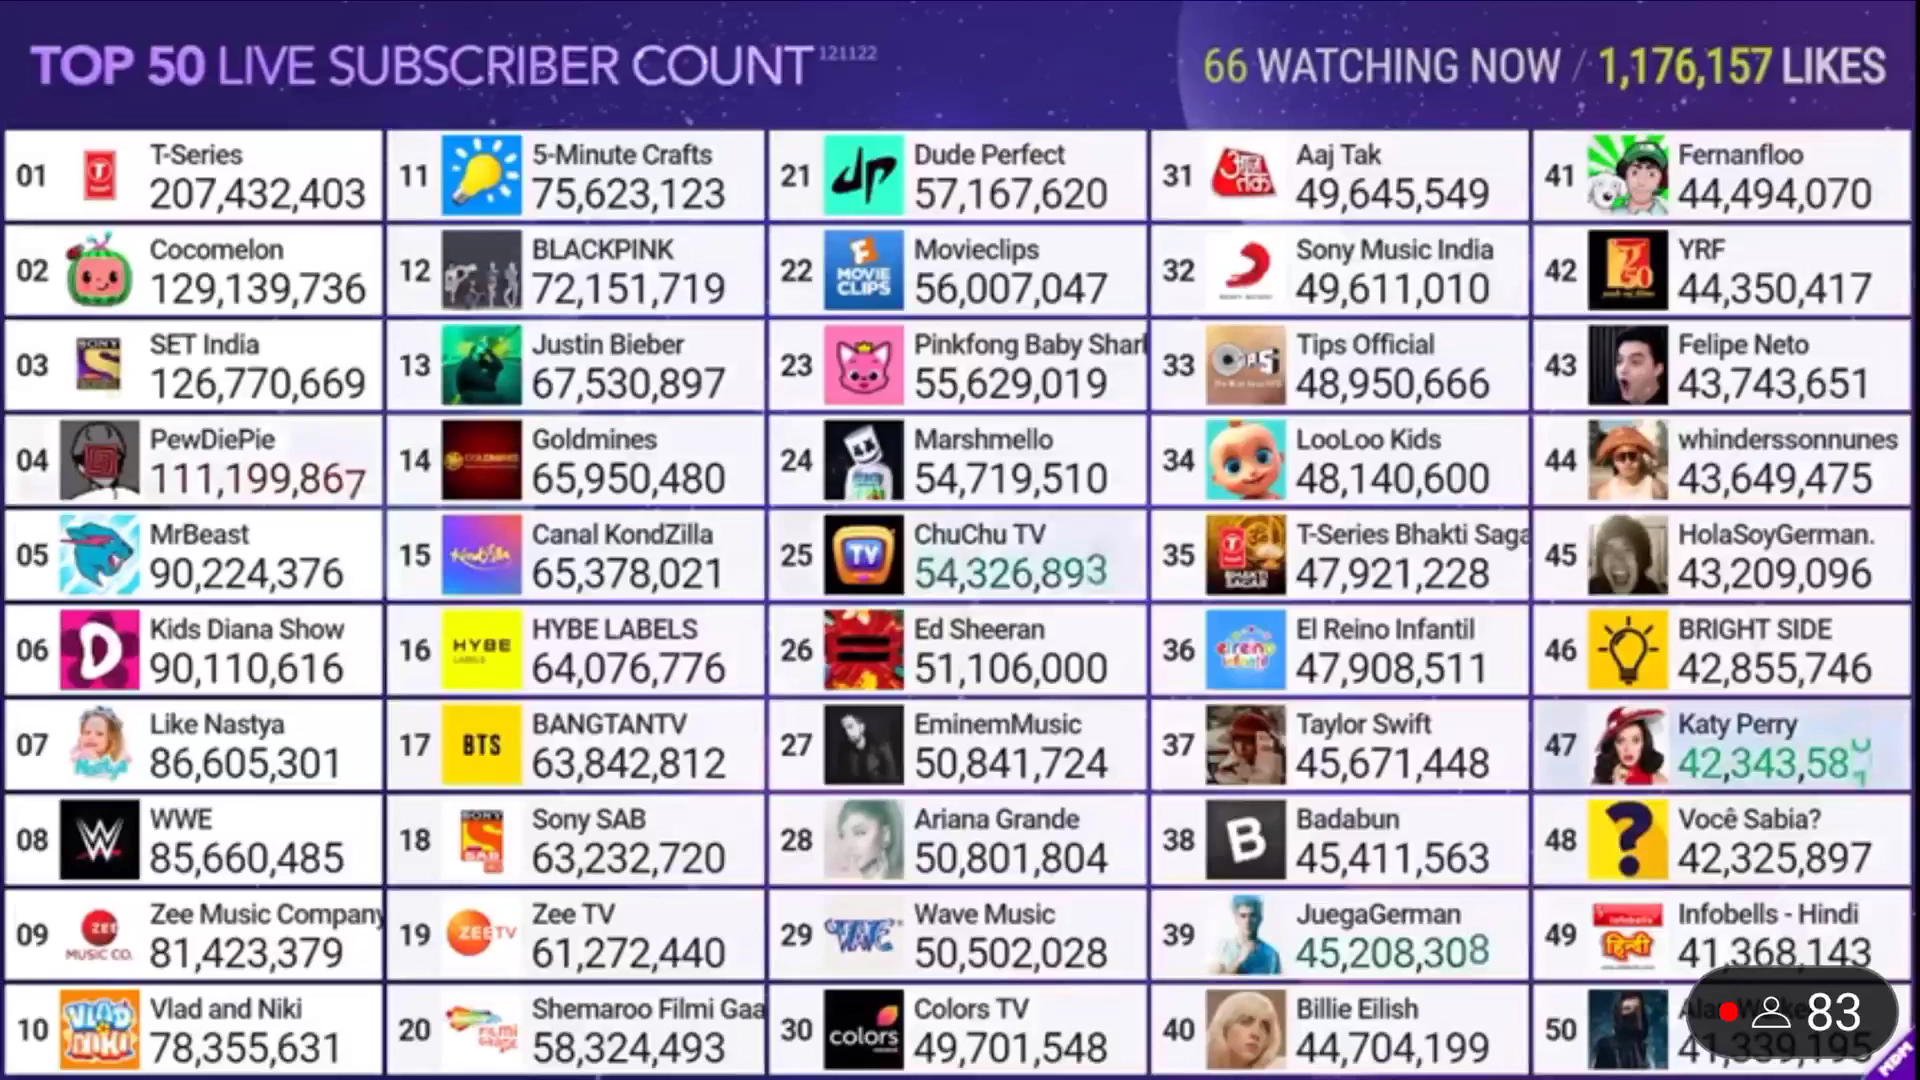 TOP 50 LIVE SUBSCRIBER COUNT 121122
66 WATCHING NOW / 1,176,157 LIKES
01 T-Series
207,432,403
02 Cocomelon
129,139,736
03 SET India
126,770,669
04 PewDiePie
111,199,867
05 MrBeast
90,224,376
06 Kids Diana Show
90,110,616
07 Like Nastya
86,605,301
08 WWE
85,660,485
09 Zee Music Company
81,423,379
10 Vlad and Niki
78,355,631
11 5-Minute Crafts
75,623,123
12 BLACKPINK
72,151,719
13 Justin Bieber
67,530,897
14 Goldmines
65,950,480
15 Canal KondZilla
65,378,021
16 HYBE LABELS
64,076,776
17 BANGTANTV
63,842,812
18 Sony SAB
63,232,720
19 Zee TV
61,272,440
20 Shemaroo Filmi Gaa
58,324,493
21 Dude Perfect
57,167,620
22 Movieclips
56,007,047
23 Pinkfong Baby Shark
55,629,019
24 Marshmello
54,719,510
25 ChuChu TV
54,326,893
26 Ed Sheeran
51,106,000
27 EminemMusic
50,841,724
28 Ariana Grande
50,801,804
29 Wave Music
50,502,028
30 Colors TV
49,701,548
31 Aaj Tak
49,645,549
32 Sony Music India
49,611,010
33 Tips Official
48,950,666
34 LooLoo Kids
48,140,600
35 T-Series Bhakti Saga
47,921,228
36 El Reino Infantil
47,908,511
37 Taylor Swift
45,671,448
38 Badabun
45,411,563
39 JuegaGerman
45,208,308
40 Billie Eilish
44,704,199
41 Fernanfloo
44,494,070
42 YRF
44,350,417
43 Felipe Neto
43,743,651
44 whinderssonnunes
43,649,475
45 HolaSoyGerman.
43,209,096
46 BRIGHT SIDE
42,855,746
47 Katy Perry
42,343,58
48 Você Sabia?
42,325,897
49 Infobells - Hindi
41,368,143
50
41,339,195
83
MDM